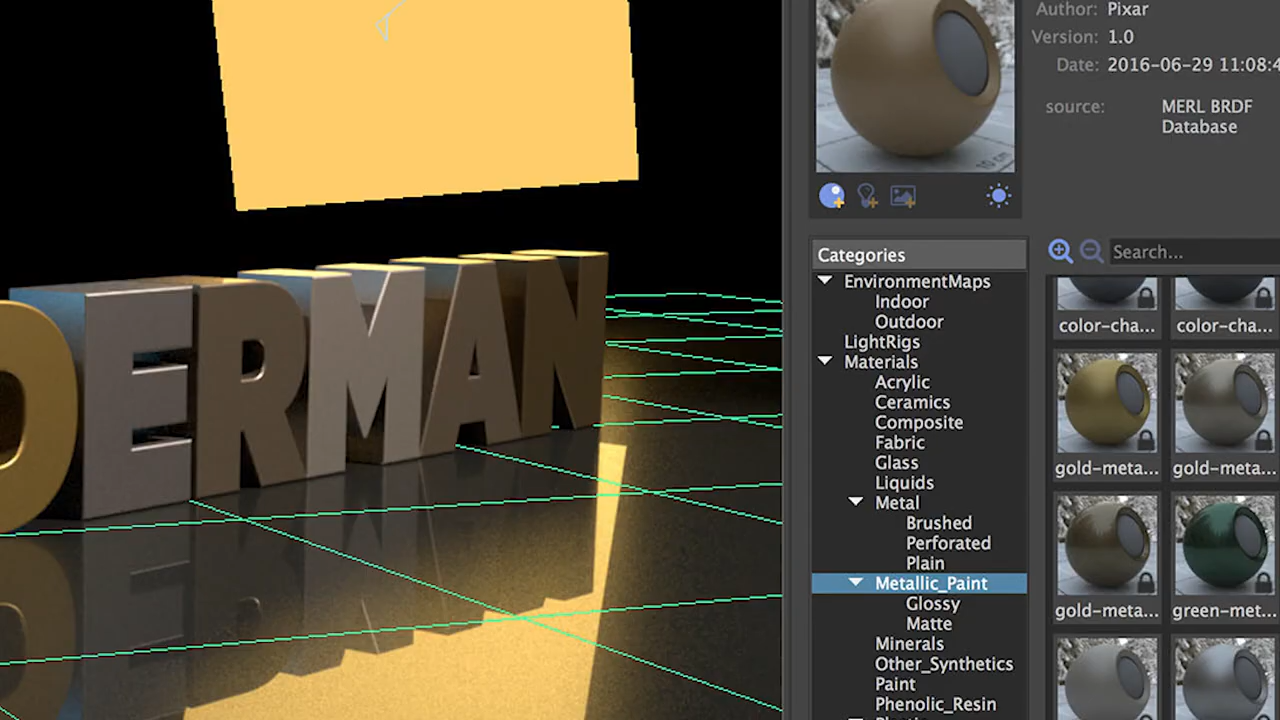 Author: Pixar
Version: 1.0
Date: 2016-06-29 11:08:4
source: MERL BRDF
Database
DERMAN
Categories
Search...
EnvironmentMaps
Indoor
Outdoor
LightRigs
Materials
Acrylic
Ceramics
Composite
Fabric
Glass
Liquids
Metal
Brushed
Perforated
Plain
Metallic_Paint
Glossy
Matte
Minerals
Other_Synthetics
Paint
Phenolic_Resin
color-cha... color-cha...
gold-meta... gold-meta...
gold-meta... green-met...